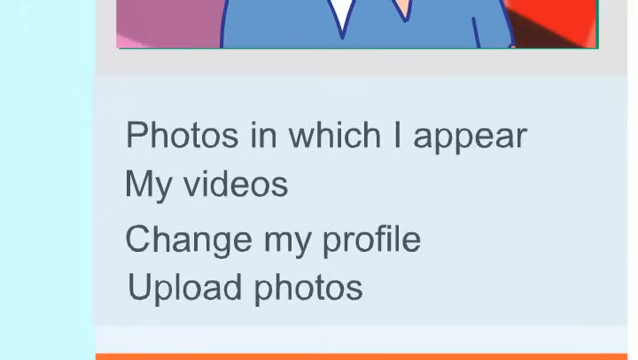 Photos in which I appear
My videos
Change my profile
Upload photos